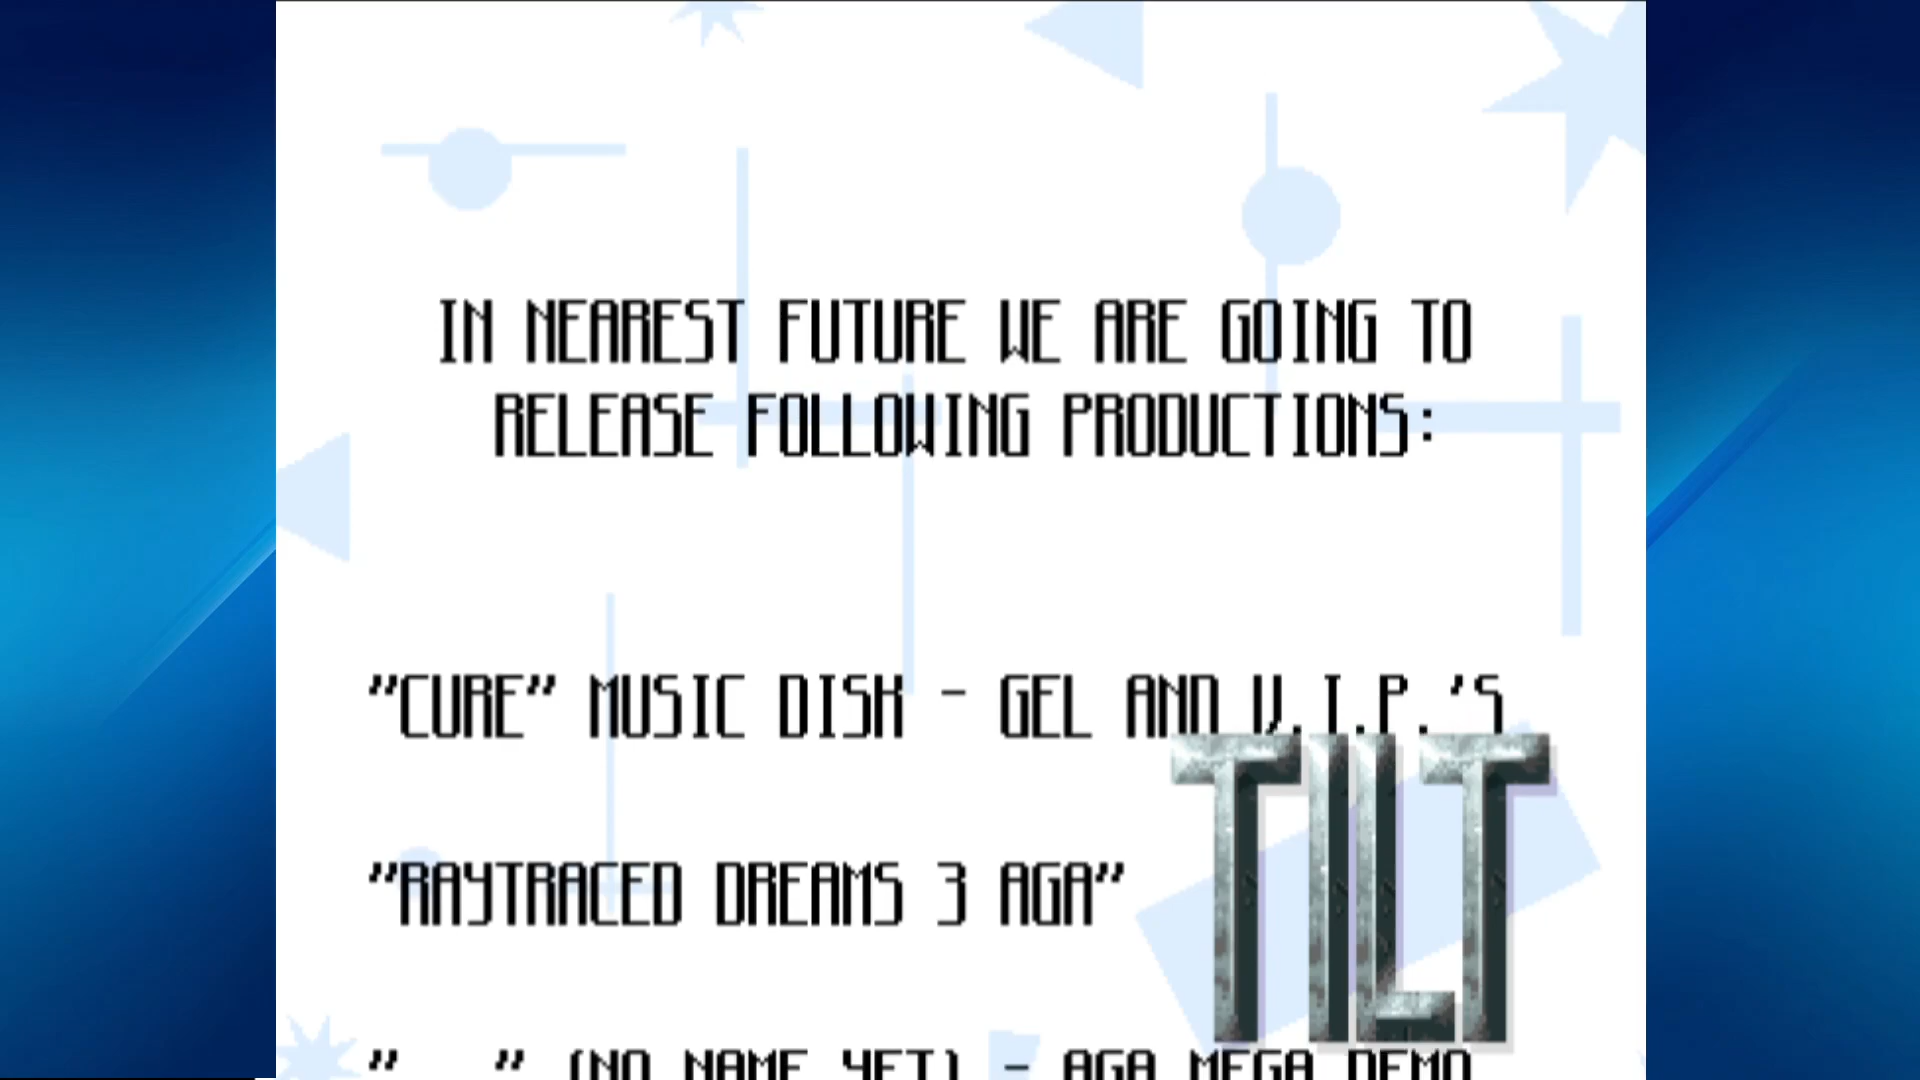 IN NEAREST FUTURE WE ARE GOING TO
RELEASE FOLLOWING PRODUCTIONS:
"CURE" MUSIC DISK - GEL AND V.I.P.'S
"RAYTRACED DREAMS 3 AGA"
TILT
"   " (NO NAME YET) - AGA MEGA DEMO